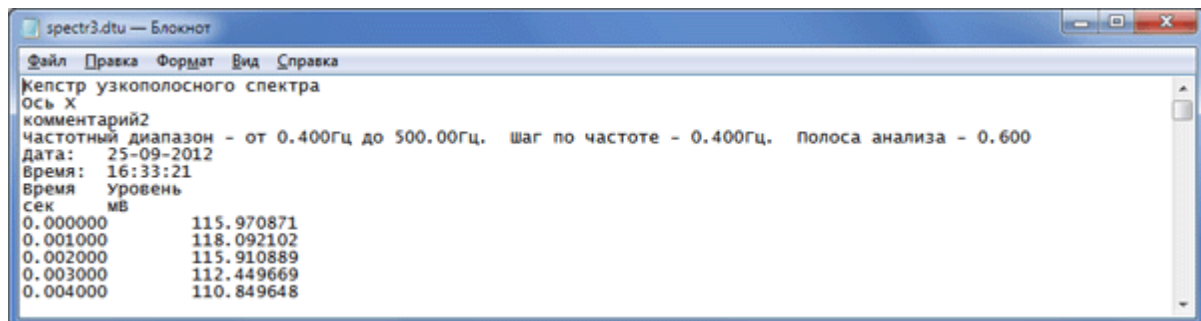 spectr3.dtu — Блокнот
Файл Правка Формат Вид Справка
Кепстр узкополосного спектра
Ось X
комментарий2
Частотный диапазон - от 0.400Гц до 500.00Гц. Шаг по частоте - 0.400Гц. Полоса анализа - 0.600
Дата: 25-09-2012
Время: 16:33:21
Время Уровень
сек мВ
0.000000 115.970871
0.001000 118.092102
0.002000 115.910889
0.003000 112.449669
0.004000 110.849648